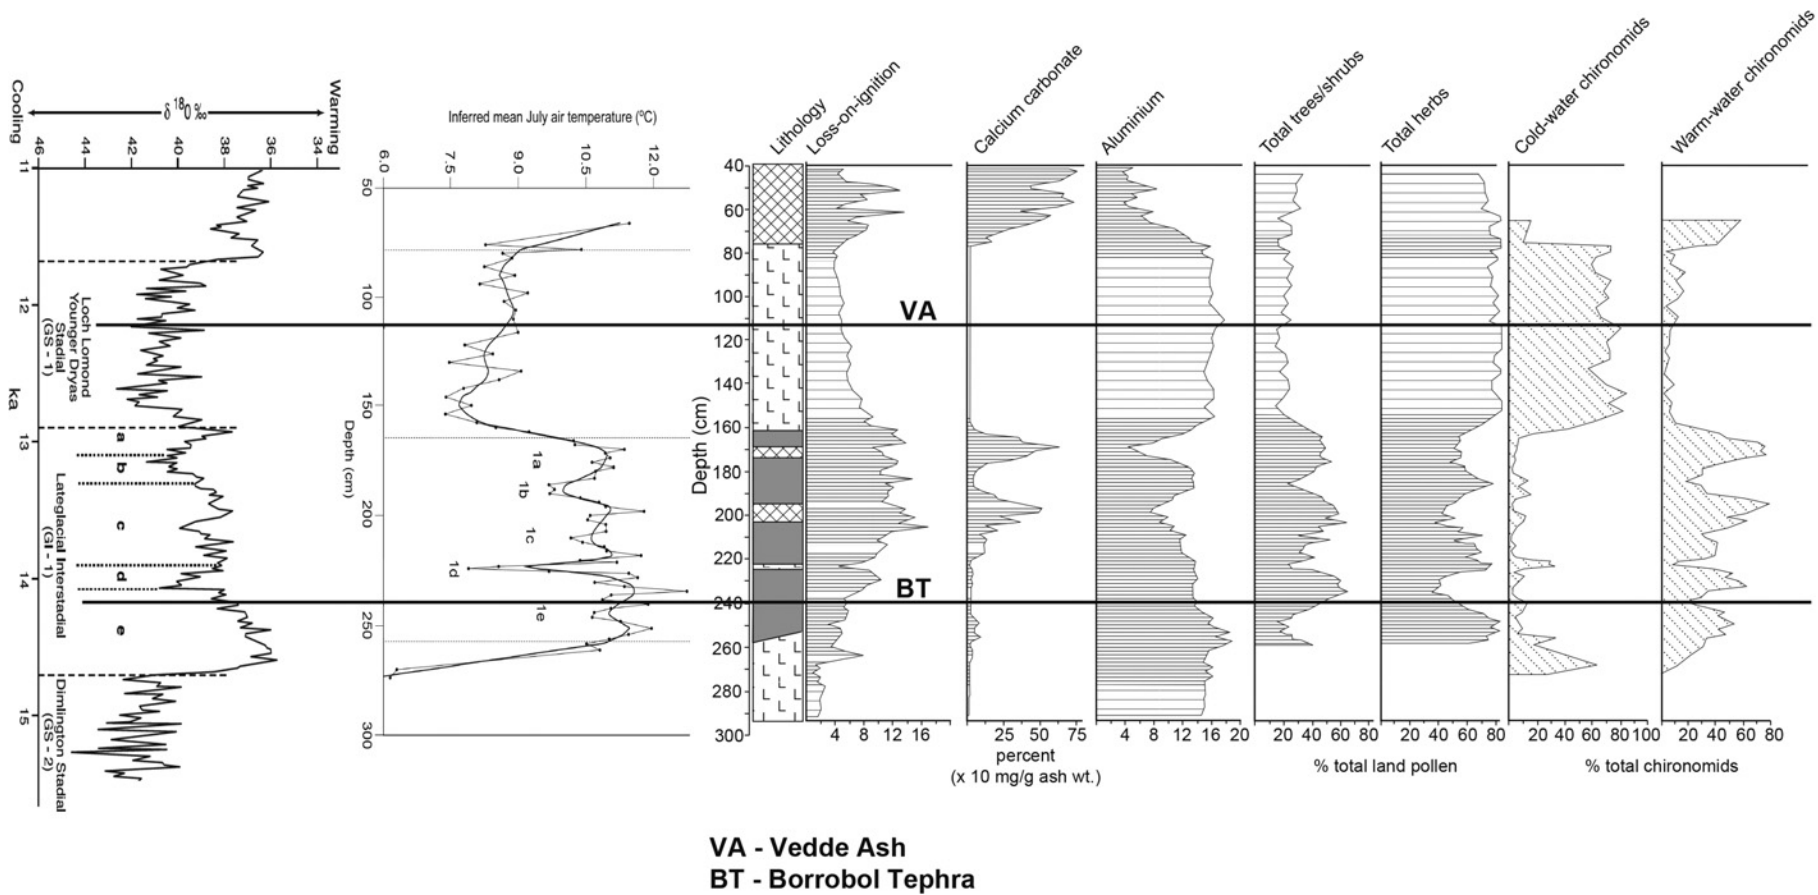 Cooling
δ 18O ‰
Warming
46 44 42 40 38 36 34
11
12
13
14
15
ka
Loch Lomond
Younger Dryas
Stadial
(GS - 1)
a
b
c
d
e
Lateglacial Interstadial
(GI - 1)
Dimlington Stadial
(GS - 2)
Inferred mean July air temperature (ºC)
6.0 7.5 9.0 10.5 12.0
50
100
150
200
250
300
Depth (cm)
1a
1b
1c
1d
1e
Lithology
Loss-on-ignition
Calcium carbonate
Aluminium
Total trees/shrubs
Total herbs
Cold-water chironomids
Warm-water chironomids
Depth (cm)
40
60
80
100
120
140
160
180
200
220
240
260
280
300
VA
BT
4 8 12 16
25 50 75
4 8 12 16 20
20 40 60 80
20 40 60 80
20 40 60 80 100
20 40 60 80
percent
(x 10 mg/g ash wt.)
% total land pollen
% total chironomids
VA - Vedde Ash
BT - Borrobol Tephra